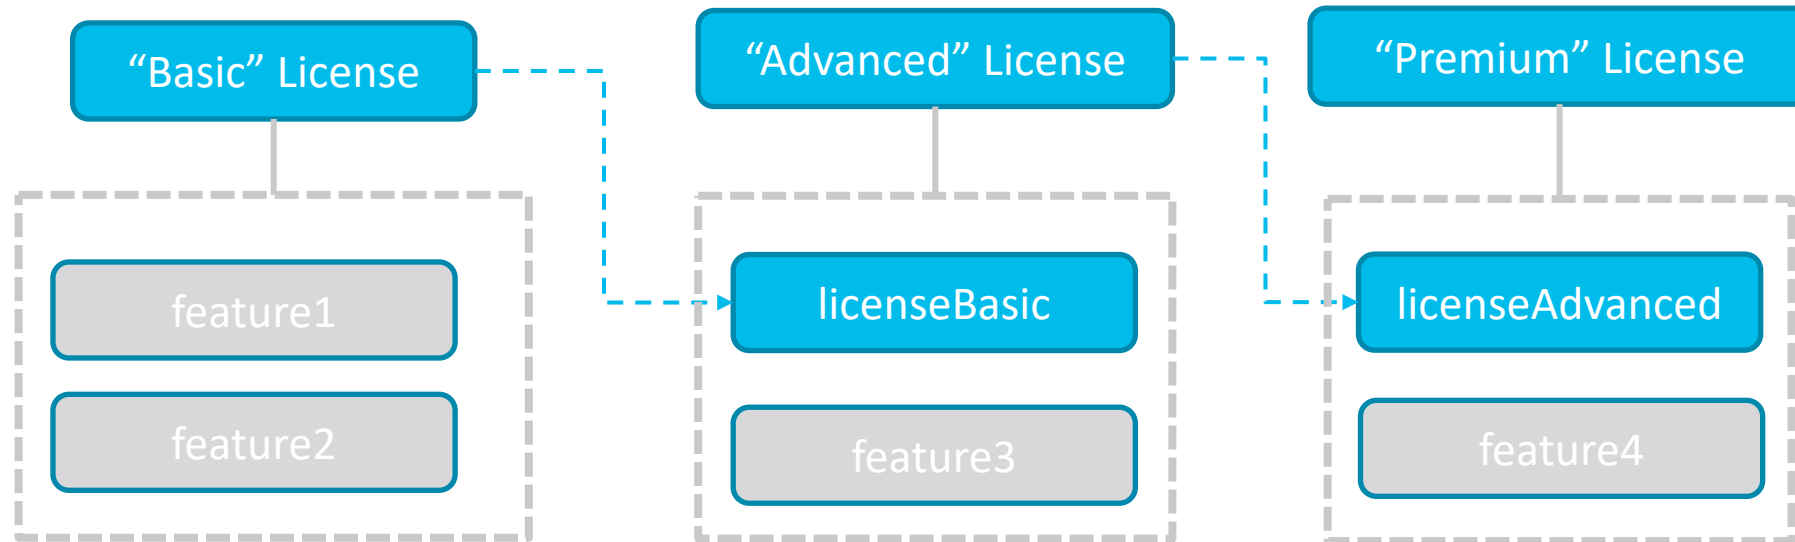 “Basic” License
“Advanced” License
“Premium” License
feature1
feature2
licenseBasic
feature3
licenseAdvanced
feature4